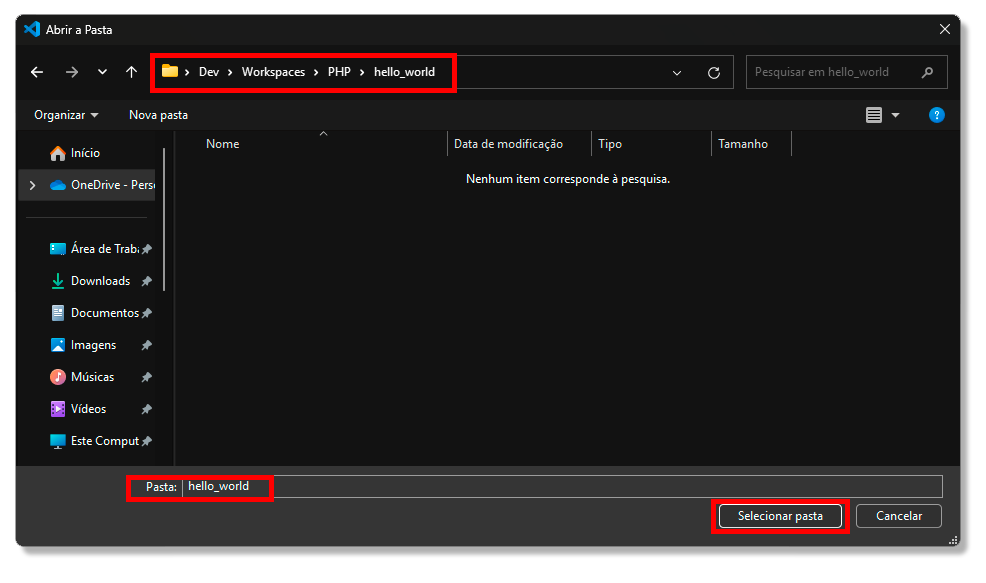 Abrir a Pasta
Dev Workspaces PHP hello_world
Pesquisar em hello_world
Organizar Nova pasta
?
Nome Data de modificação Tipo Tamanho
Nenhum item corresponde à pesquisa.
Início
OneDrive - Pers
Área de Trab
Downloads
Documentos
Imagens
Músicas
Vídeos
Este Comput
Pasta: hello_world
Selecionar pasta Cancelar